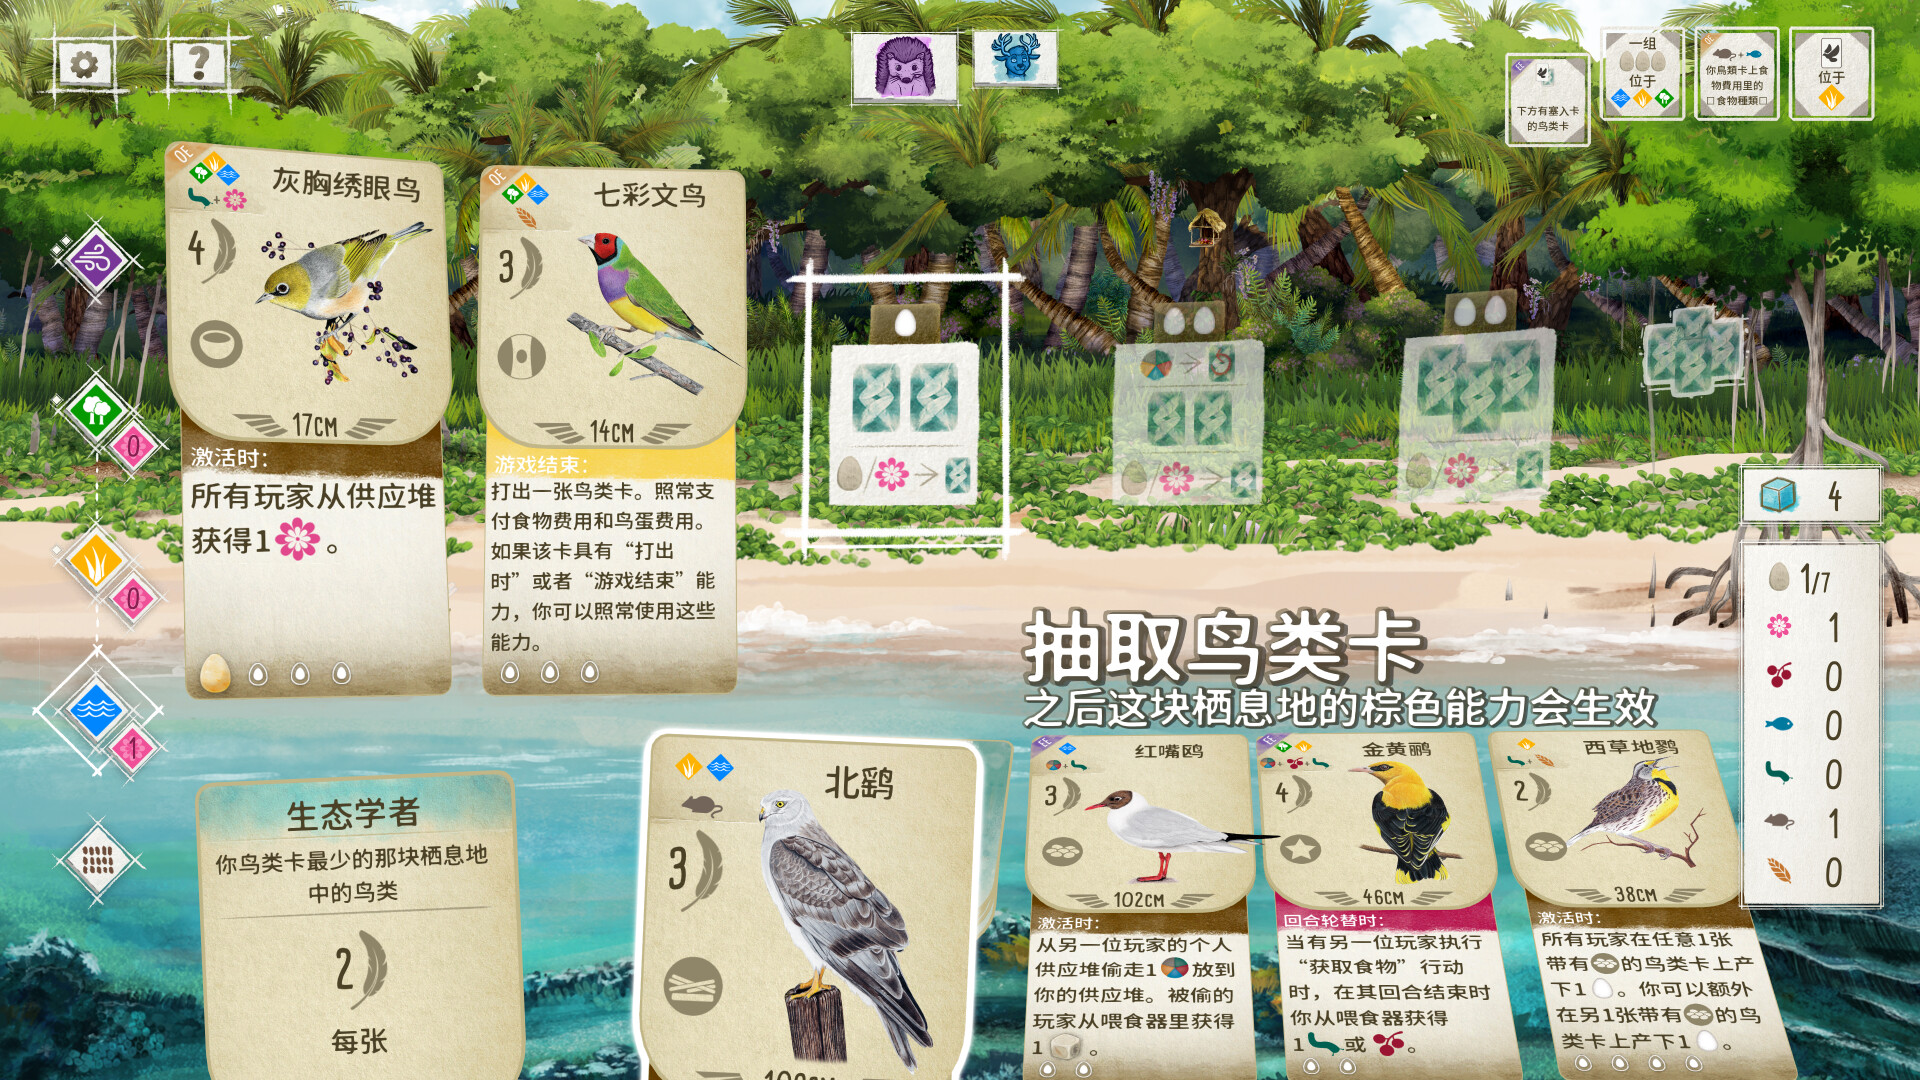 ?
下方有塞入卡
的鸟类卡
一组
位于
你鳥類卡上食
物費用里的
□食物種類□
位于
OE
灰胸绣眼鸟
4
17CM
激活时:
所有玩家从供应堆
获得1。
OE
七彩文鸟
3
14CM
游戏结束:
打出一张鸟类卡。照常支
付食物费用和鸟蛋费用。
如果该卡具有“打出
时”或者“游戏结束”能
力，你可以照常使用这些
能力。
0
0
1
4
1/7
1
0
0
0
1
0
抽取鸟类卡
之后这块栖息地的棕色能力会生效
生态学者
你鸟类卡最少的那块栖息地
中的鸟类
2
每张
北鹞
3
EE
红嘴鸥
3
102CM
激活时:
从另一位玩家的个人
供应堆偷走1放到
你的供应堆。被偷的
玩家从喂食器里获得
1。
EE
金黄鹂
4
46CM
回合轮替时:
当有另一位玩家执行
“获取食物”行动
时，在其回合结束时
你从喂食器获得
1或。
西草地鹨
2
38CM
激活时:
所有玩家在任意1张
带有的鸟类卡上产
下1。你可以额外
在另1张带有的鸟
类卡上产下1。